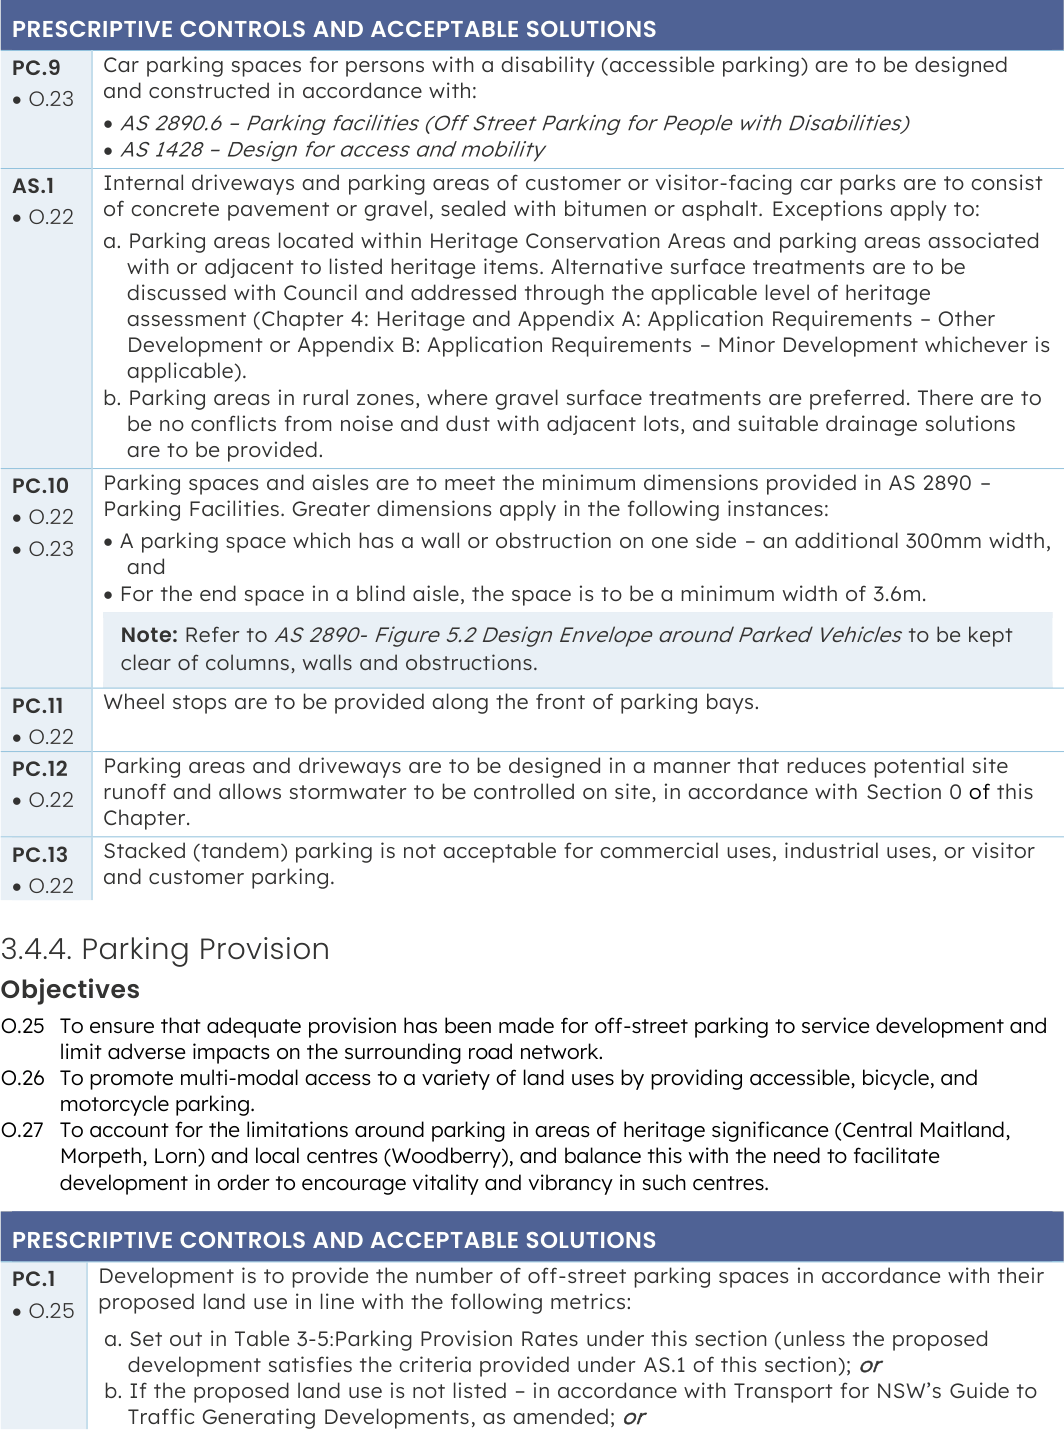 PRESCRIPTIVE CONTROLS AND ACCEPTABLE SOLUTIONS
PC.9
• O.23
Car parking spaces for persons with a disability (accessible parking) are to be designed
and constructed in accordance with:
• AS 2890.6 – Parking facilities (Off Street Parking for People with Disabilities)
• AS 1428 – Design for access and mobility
AS.1
• O.22
Internal driveways and parking areas of customer or visitor-facing car parks are to consist
of concrete pavement or gravel, sealed with bitumen or asphalt. Exceptions apply to:
a. Parking areas located within Heritage Conservation Areas and parking areas associated
with or adjacent to listed heritage items. Alternative surface treatments are to be
discussed with Council and addressed through the applicable level of heritage
assessment (Chapter 4: Heritage and Appendix A: Application Requirements – Other
Development or Appendix B: Application Requirements – Minor Development whichever is
applicable).
b. Parking areas in rural zones, where gravel surface treatments are preferred. There are to
be no conflicts from noise and dust with adjacent lots, and suitable drainage solutions
are to be provided.
PC.10
• O.22
• O.23
Parking spaces and aisles are to meet the minimum dimensions provided in AS 2890 –
Parking Facilities. Greater dimensions apply in the following instances:
• A parking space which has a wall or obstruction on one side – an additional 300mm width,
and
• For the end space in a blind aisle, the space is to be a minimum width of 3.6m.
Note: Refer to AS 2890- Figure 5.2 Design Envelope around Parked Vehicles to be kept
clear of columns, walls and obstructions.
PC.11
• O.22
Wheel stops are to be provided along the front of parking bays.
PC.12
• O.22
Parking areas and driveways are to be designed in a manner that reduces potential site
runoff and allows stormwater to be controlled on site, in accordance with Section 0 of this
Chapter.
PC.13
• O.22
Stacked (tandem) parking is not acceptable for commercial uses, industrial uses, or visitor
and customer parking.
3.4.4. Parking Provision
Objectives
O.25 To ensure that adequate provision has been made for off-street parking to service development and
limit adverse impacts on the surrounding road network.
O.26 To promote multi-modal access to a variety of land uses by providing accessible, bicycle, and
motorcycle parking.
O.27 To account for the limitations around parking in areas of heritage significance (Central Maitland,
Morpeth, Lorn) and local centres (Woodberry), and balance this with the need to facilitate
development in order to encourage vitality and vibrancy in such centres.
PRESCRIPTIVE CONTROLS AND ACCEPTABLE SOLUTIONS
PC.1
• O.25
Development is to provide the number of off-street parking spaces in accordance with their
proposed land use in line with the following metrics:
a. Set out in Table 3-5:Parking Provision Rates under this section (unless the proposed
development satisfies the criteria provided under AS.1 of this section); or
b. If the proposed land use is not listed – in accordance with Transport for NSW’s Guide to
Traffic Generating Developments, as amended; or